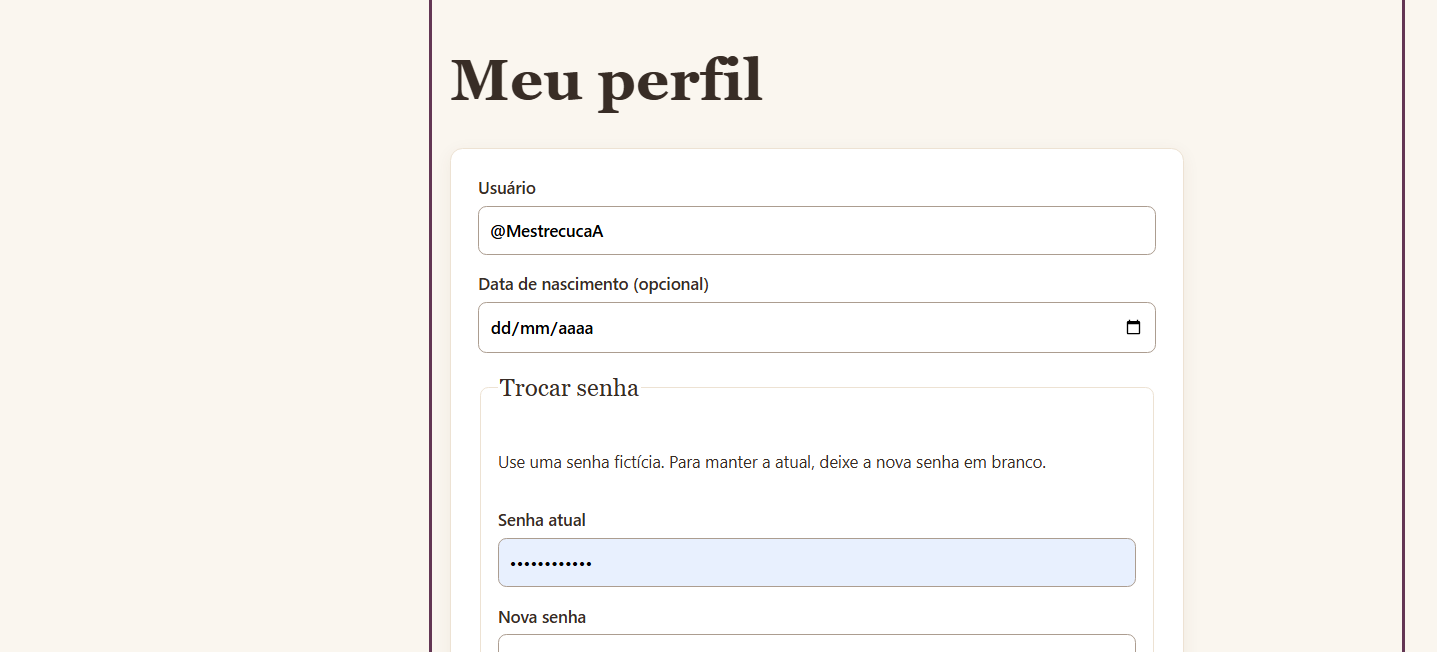 Meu perfil
Usuário
@MestrecucaA
Data de nascimento (opcional)
dd/mm/aaaa
Trocar senha
Use uma senha fictícia. Para manter a atual, deixe a nova senha em branco.
Senha atual
••••••••••••
Nova senha